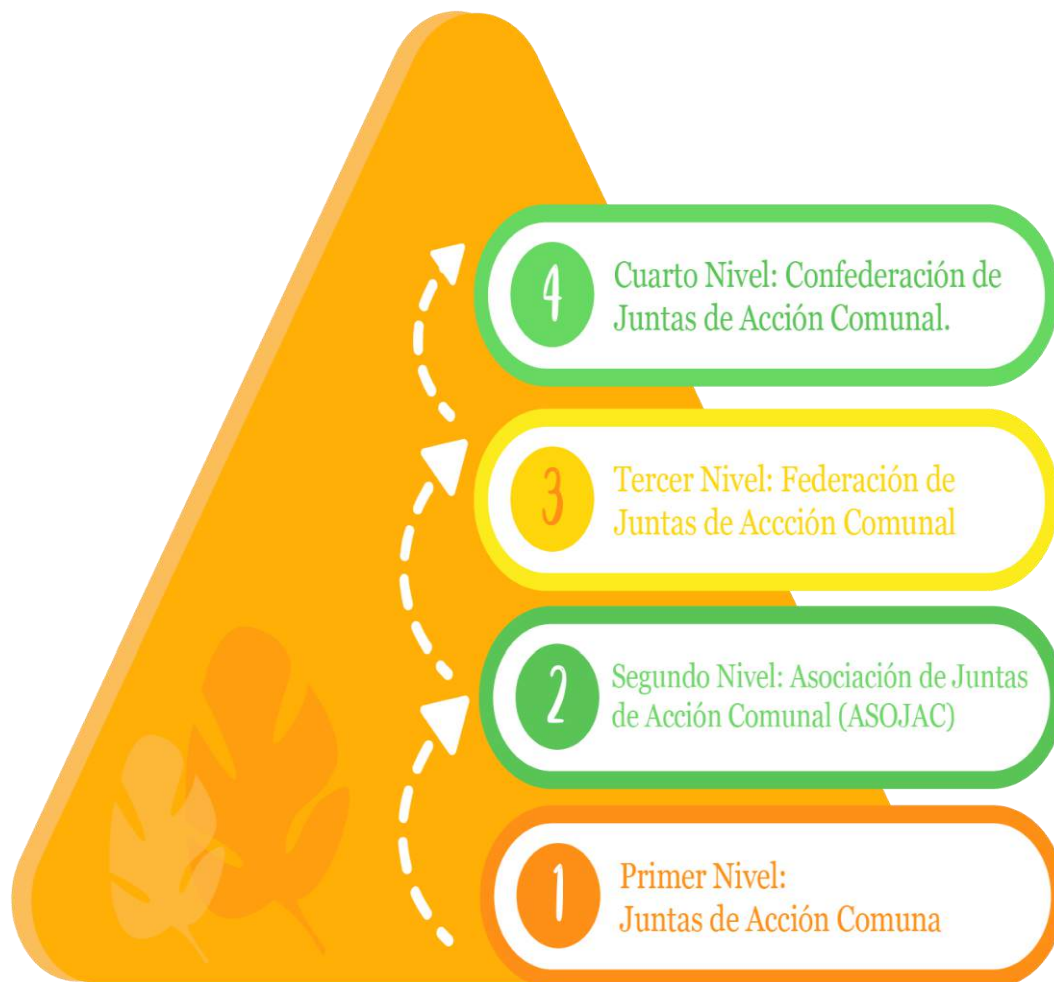 4
Cuarto Nivel: Confederación de
Juntas de Acción Comunal.
3
Tercer Nivel: Federación de
Juntas de Accción Comunal
2
Segundo Nivel: Asociación de Juntas
de Acción Comunal (ASOJAC)
1
Primer Nivel:
Juntas de Acción Comuna